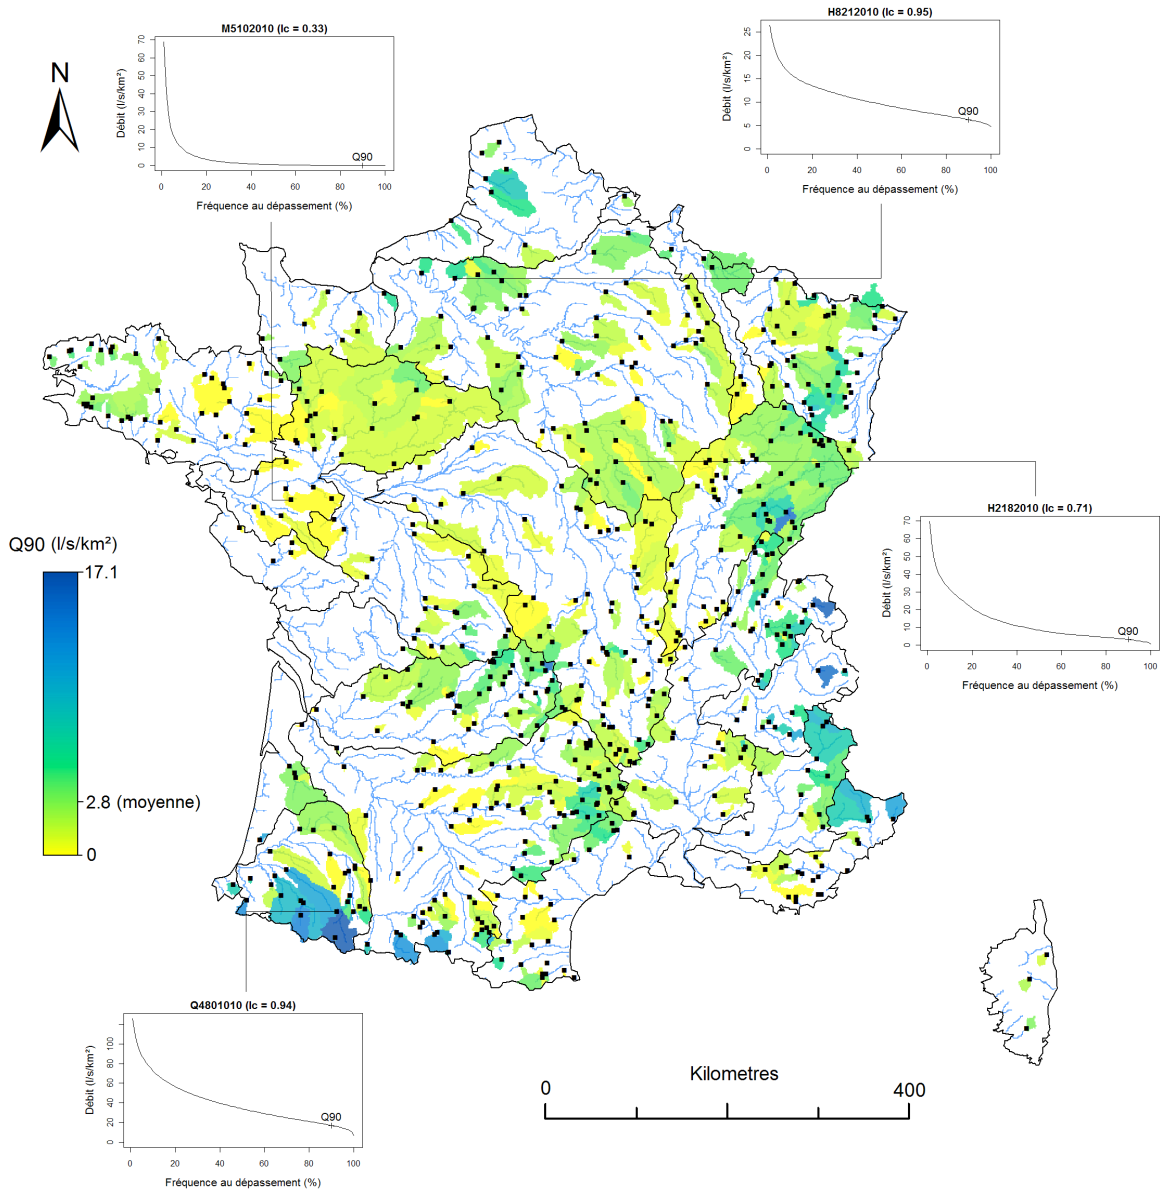 M5102010 (Ic = 0.33)
Débit (l/s/km²)
70
60
50
40
30
20
10
0
Q90
0 20 40 60 80 100
Fréquence au dépassement (%)
H8212010 (Ic = 0.95)
Débit (l/s/km²)
25
20
15
10
5
0
Q90
0 20 40 60 80 100
Fréquence au dépassement (%)
N
H2182010 (Ic = 0.71)
Débit (l/s/km²)
70
60
50
40
30
20
10
0
Q90
0 20 40 60 80 100
Fréquence au dépassement (%)
Q90 (l/s/km²)
17.1
2.8 (moyenne)
0
Q4801010 (Ic = 0.94)
Débit (l/s/km²)
100
80
60
40
20
0
Q90
0 20 40 60 80 100
Fréquence au dépassement (%)
Kilometres
0 400